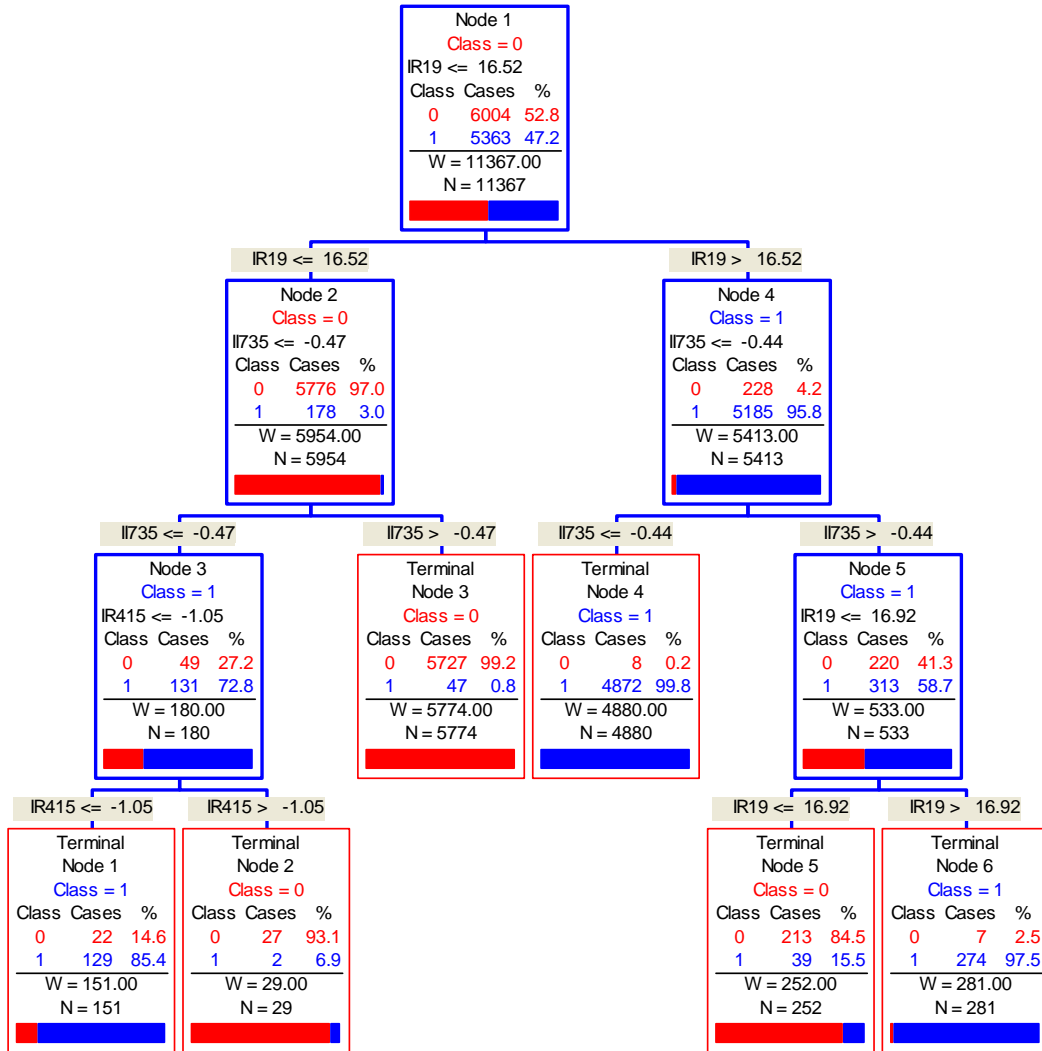 Node 1
Class = 0
IR19 <= 16.52
Class Cases %
0 6004 52.8
1 5363 47.2
W = 11367.00
N = 11367
IR19 <= 16.52
IR19 > 16.52
Node 2
Class = 0
II735 <= -0.47
Class Cases %
0 5776 97.0
1 178 3.0
W = 5954.00
N = 5954
Node 4
Class = 1
II735 <= -0.44
Class Cases %
0 228 4.2
1 5185 95.8
W = 5413.00
N = 5413
II735 <= -0.47
II735 > -0.47
II735 <= -0.44
II735 > -0.44
Node 3
Class = 1
IR415 <= -1.05
Class Cases %
0 49 27.2
1 131 72.8
W = 180.00
N = 180
Terminal
Node 3
Class = 0
Class Cases %
0 5727 99.2
1 47 0.8
W = 5774.00
N = 5774
Terminal
Node 4
Class = 1
Class Cases %
0 8 0.2
1 4872 99.8
W = 4880.00
N = 4880
Node 5
Class = 1
IR19 <= 16.92
Class Cases %
0 220 41.3
1 313 58.7
W = 533.00
N = 533
IR415 <= -1.05
IR415 > -1.05
IR19 <= 16.92
IR19 > 16.92
Terminal
Node 1
Class = 1
Class Cases %
0 22 14.6
1 129 85.4
W = 151.00
N = 151
Terminal
Node 2
Class = 0
Class Cases %
0 27 93.1
1 2 6.9
W = 29.00
N = 29
Terminal
Node 5
Class = 0
Class Cases %
0 213 84.5
1 39 15.5
W = 252.00
N = 252
Terminal
Node 6
Class = 1
Class Cases %
0 7 2.5
1 274 97.5
W = 281.00
N = 281